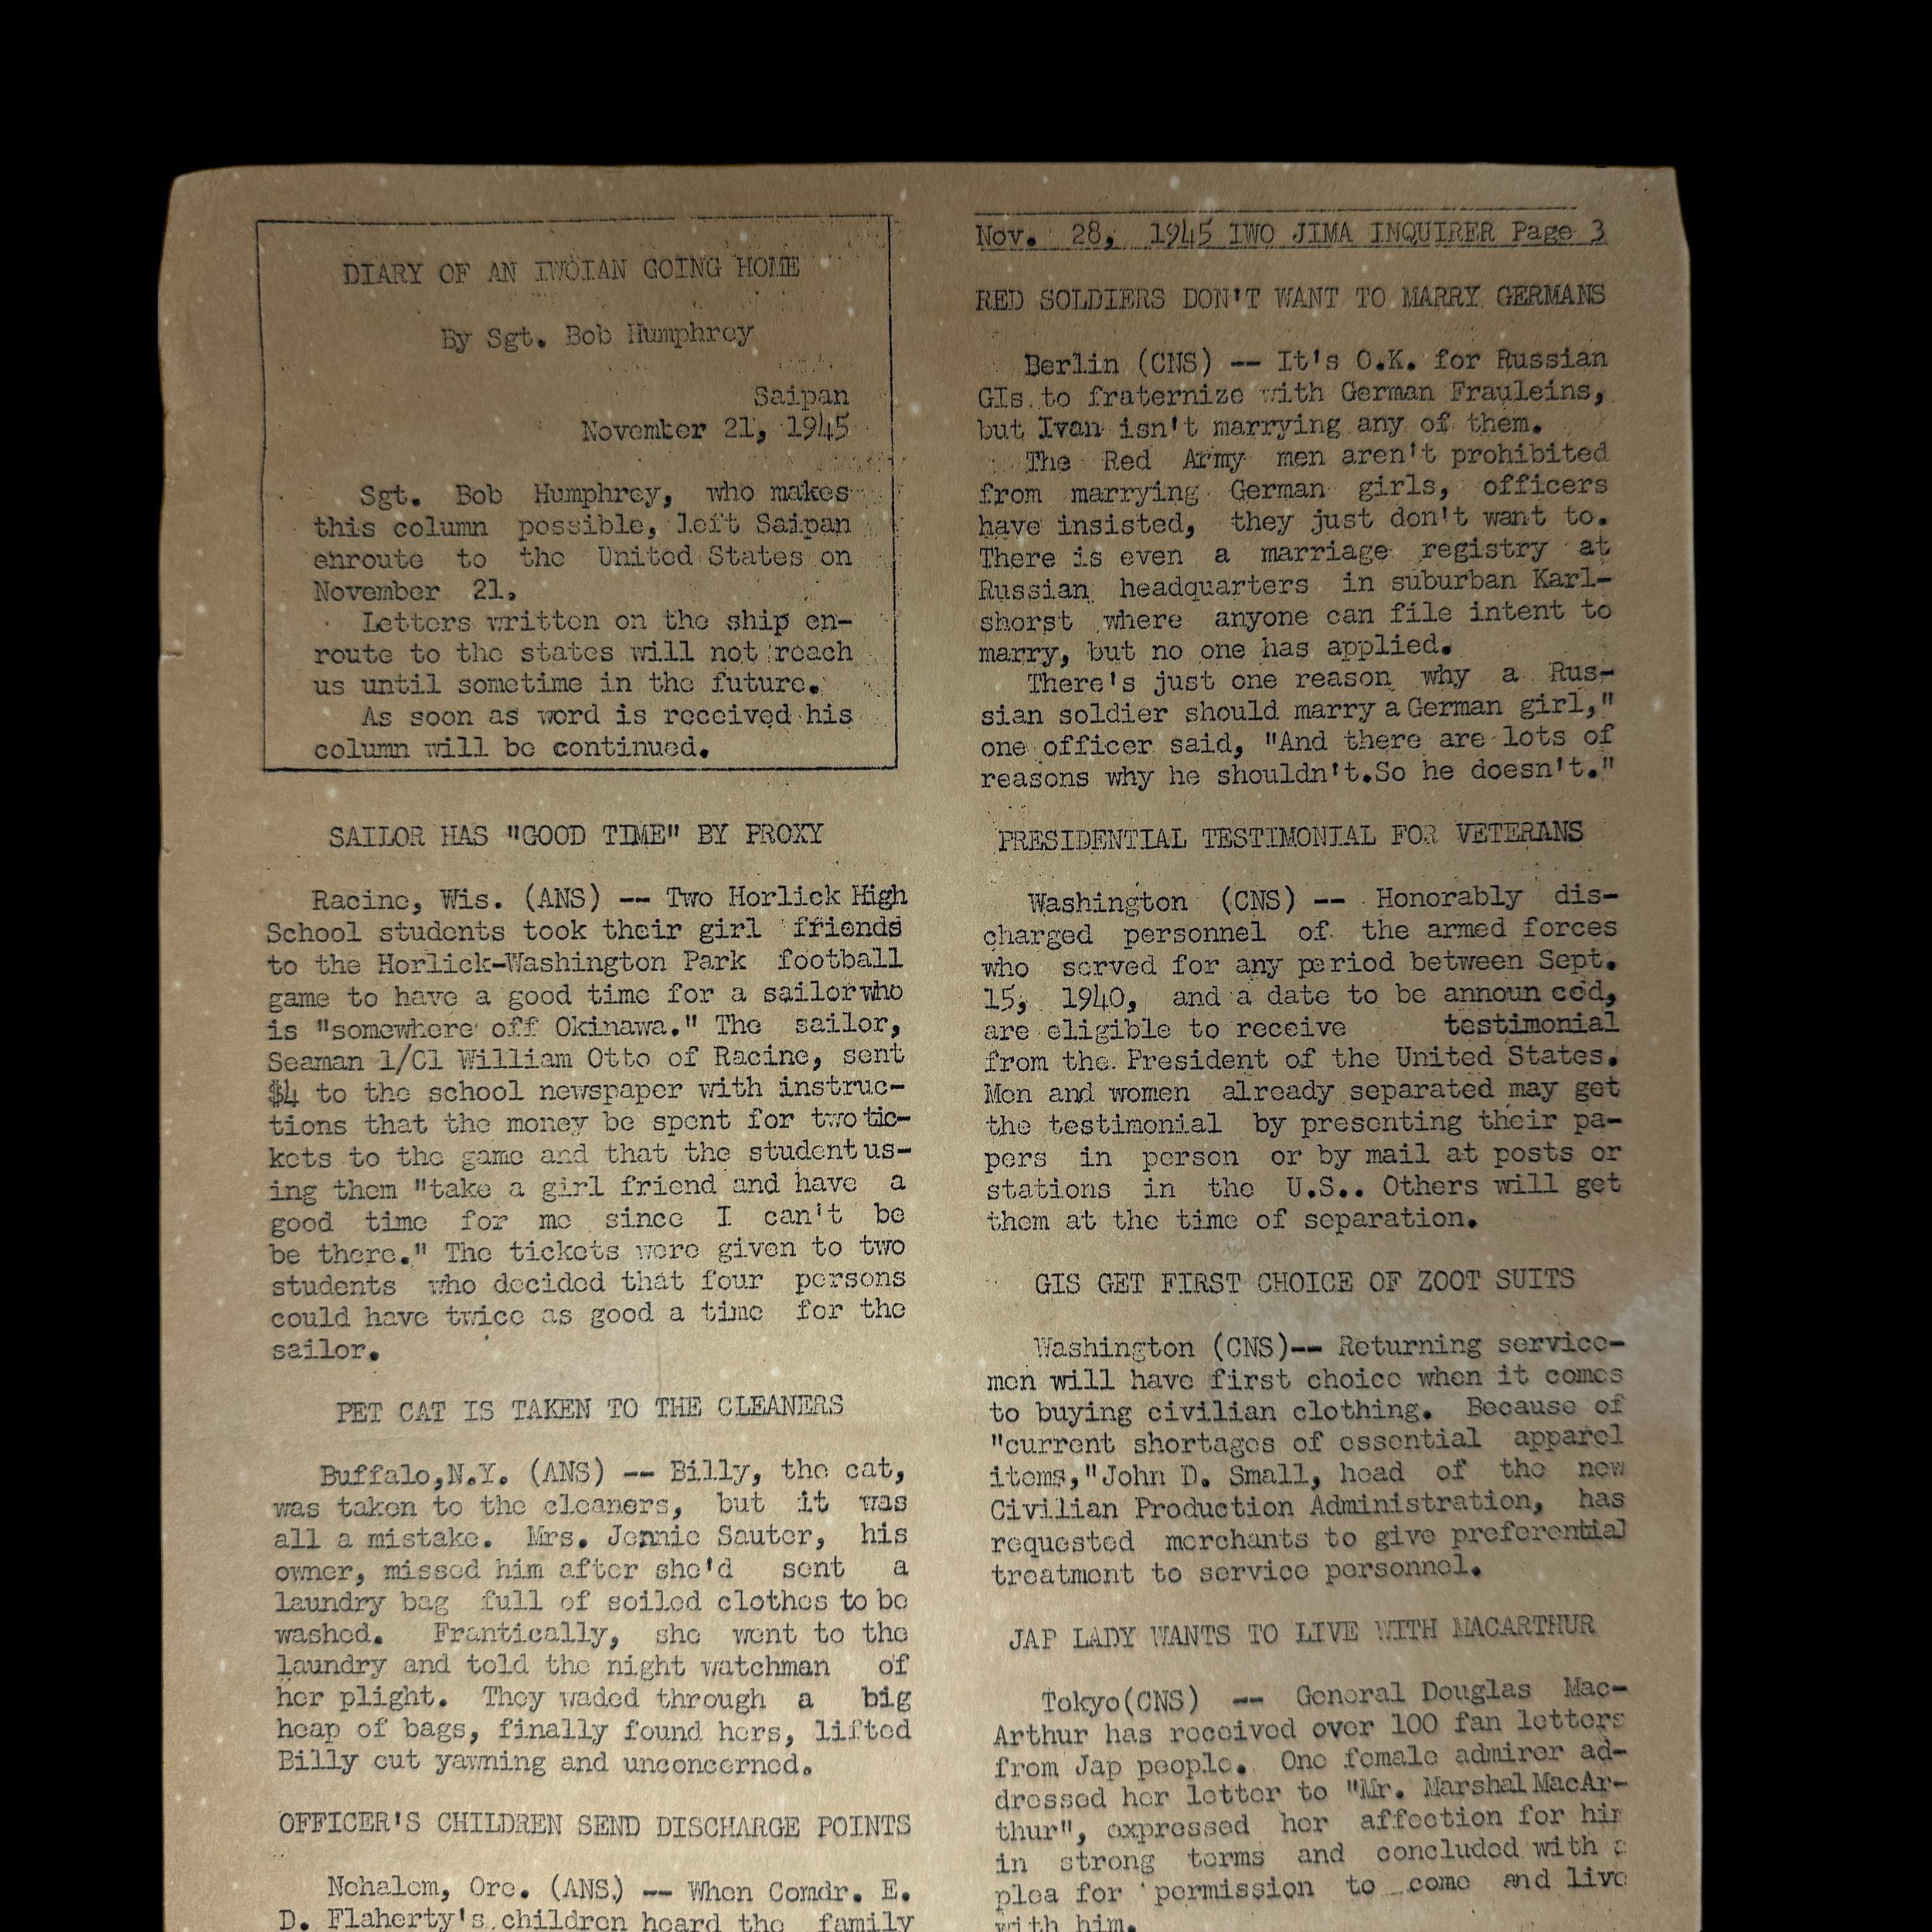 DIARY OF AN IWOIAN GOING HOME
By Sgt. Bob Humphrey
Saipan
November 21, 1945
Sgt. Bob Humphrey, who makes
this column possible, left Saipan
enroute to the United States on
November 21.
Letters written on the ship en-
route to the states will not reach
us until sometime in the future.
As soon as word is received his
column will be continued.
SAILOR HAS "GOOD TIME" BY PROXY
Racine, Wis. (ANS) -- Two Horlick High
School students took their girl friends
to the Horlick-Washington Park football
game to have a good time for a sailor who
is "somewhere off Okinawa." The sailor,
Seaman 1/Cl William Otto of Racine, sent
$4 to the school newspaper with instruc-
tions that the money be spent for two tic-
kets to the game and that the student us-
ing them "take a girl friend and have a
good time for me since I can't be
be there." The tickets were given to two
students who decided that four persons
could have twice as good a time for the
sailor.
PET CAT IS TAKEN TO THE CLEANERS
Buffalo,N.Y. (ANS) -- Billy, the cat,
was taken to the cleaners, but it was
all a mistake. Mrs. Jennie Sauter, his
owner, missed him after she'd sent a
laundry bag full of soiled clothes to be
washed. Frantically, she went to the
laundry and told the night watchman of
her plight. They waded through a big
heap of bags, finally found hers, lifted
Billy out yawning and unconcerned.
OFFICER'S CHILDREN SEND DISCHARGE POINTS
Nehalem, Ore. (ANS) -- When Comdr. E.
D. Flaherty's children heard the family
Nov. 28, 1945 IWO JIMA INQUIRER Page 3
RED SOLDIERS DON'T WANT TO MARRY GERMANS
Berlin (CNS) -- It's O.K. for Russian
GIs to fraternize with German Frauleins,
but Ivan isn't marrying any of them.
The Red Army men aren't prohibited
from marrying German girls, officers
have insisted, they just don't want to.
There is even a marriage registry at
Russian headquarters in suburban Karl-
shorst where anyone can file intent to
marry, but no one has applied.
There's just one reason why a Rus-
sian soldier should marry a German girl,"
one officer said, "And there are lots of
reasons why he shouldn't.So he doesn't."
PRESIDENTIAL TESTIMONIAL FOR VETERANS
Washington (CNS) -- Honorably dis-
charged personnel of the armed forces
who served for any period between Sept.
15, 1940, and a date to be announ ced,
are eligible to receive testimonial
from the President of the United States.
Men and women already separated may get
the testimonial by presenting their pa-
pers in person or by mail at posts or
stations in the U.S.. Others will get
them at the time of separation.
GIS GET FIRST CHOICE OF ZOOT SUITS
Washington (CNS)-- Returning service-
men will have first choice when it comes
to buying civilian clothing. Because of
"current shortages of essential apparel
items,"John D. Small, head of the new
Civilian Production Administration, has
requested merchants to give preferential
treatment to service personnel.
JAP LADY WANTS TO LIVE WITH MACARTHUR
Tokyo(CNS) -- General Douglas Mac-
Arthur has received over 100 fan letters
from Jap people. One female admirer ad-
dressed her letter to "Mr. Marshal MacAr-
thur", expressed her affection for him
in strong terms and concluded with a
plea for permission to come and live
with him.